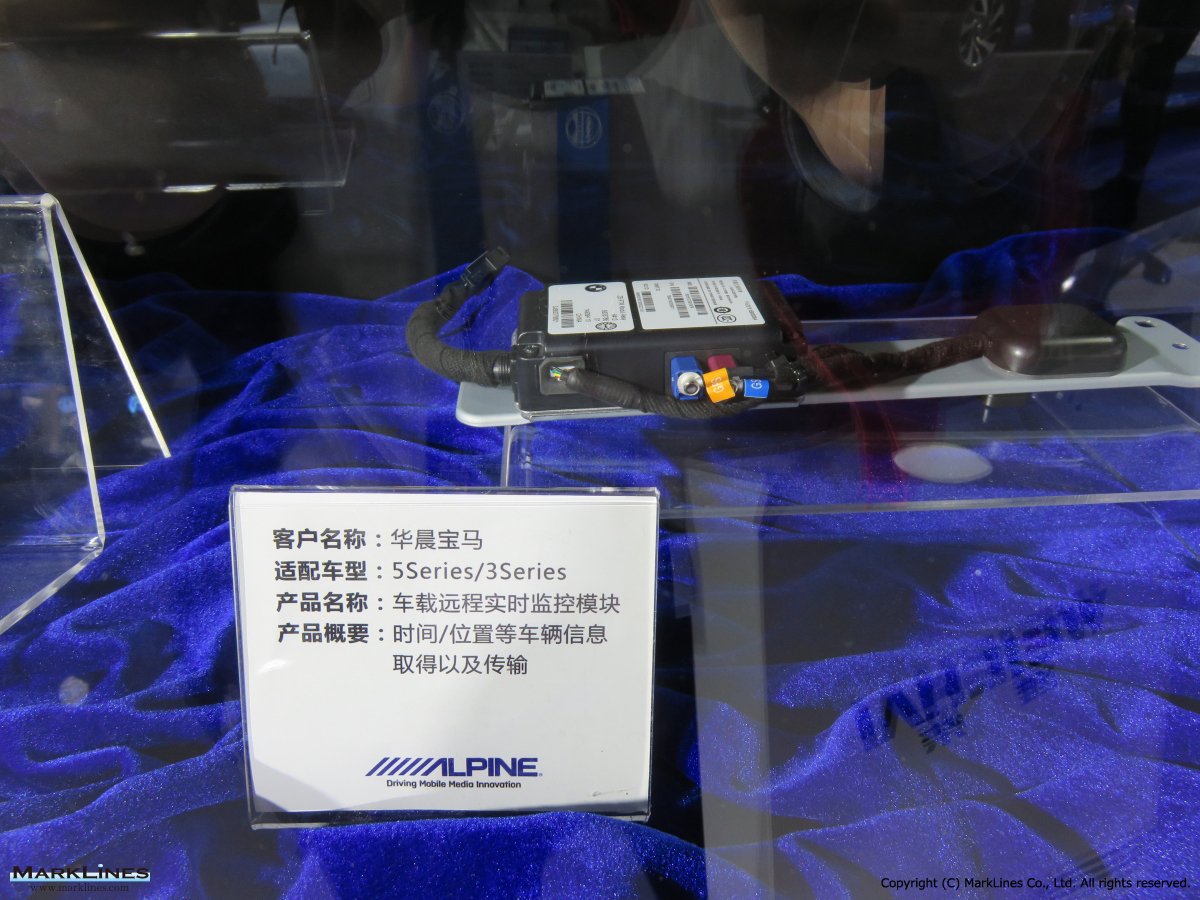 客户名称：华晨宝马
适配车型：5Series/3Series
产品名称：车载远程实时监控模块
产品概要：时间/位置等车辆信息
取得以及传输
ALPINE
Driving Mobile Media Innovation
MARKLINES
www.marklines.com
Copyright (C) MarkLines Co., Ltd. All rights reserved.